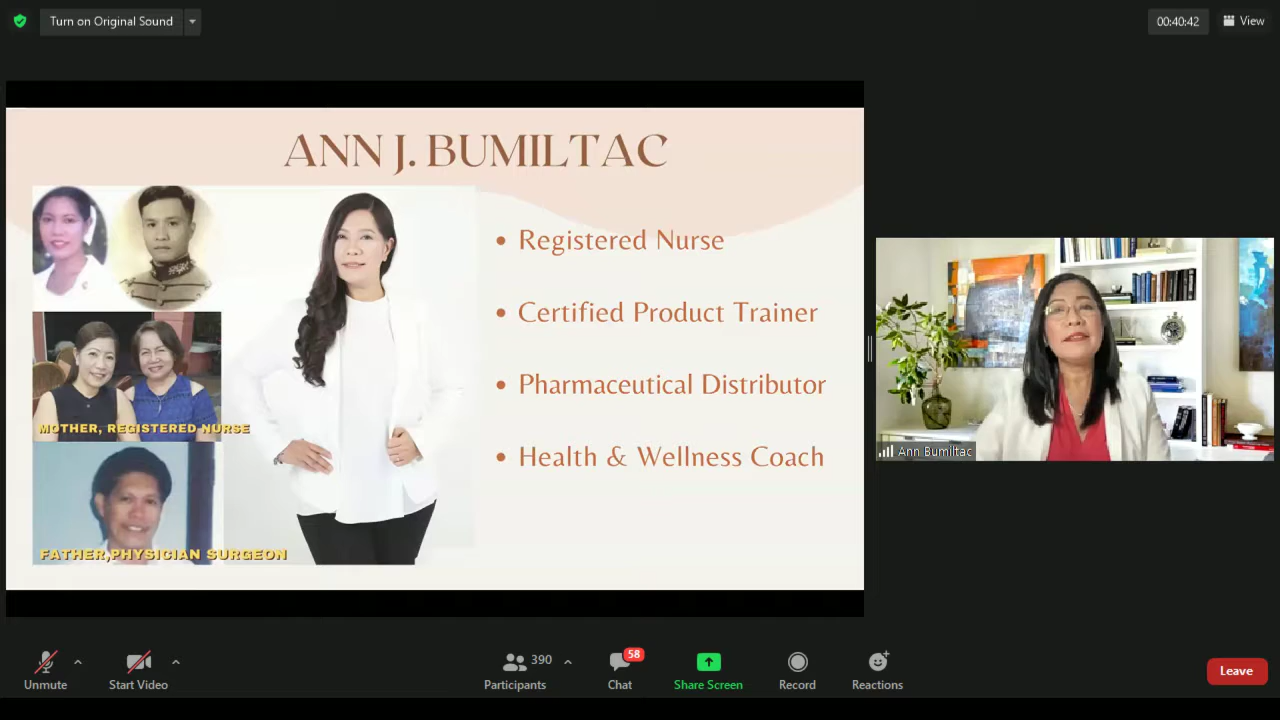 Turn on Original Sound
00:40:42
View
ANN J. BUMILTAC
• Registered Nurse
• Certified Product Trainer
• Pharmaceutical Distributor
• Health & Wellness Coach
MOTHER, REGISTERED NURSE
FATHER,PHYSICIAN SURGEON
Ann Bumiltac
Unmute
Start Video
390
Participants
58
Chat
Share Screen
Record
Reactions
Leave